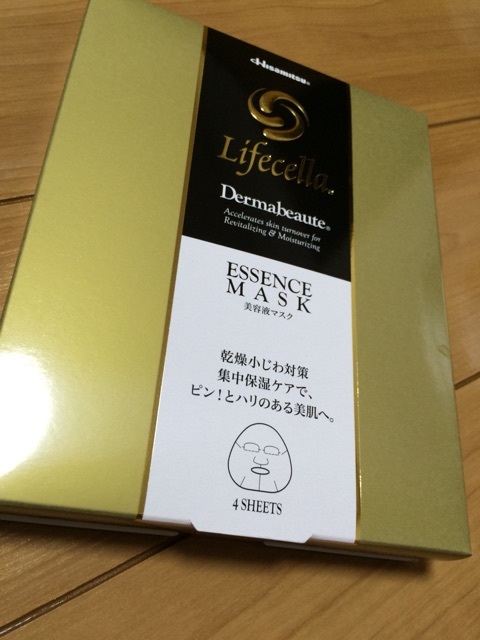 Hisamitsu®
Lifecella®
Dermabeaute®
Accelerates skin turnover for
Revitalizing & Moisturizing
ESSENCE
MASK
美容液マスク
乾燥小じわ対策
集中保湿ケアで、
ピン!とハリのある美肌へ。
4 SHEETS